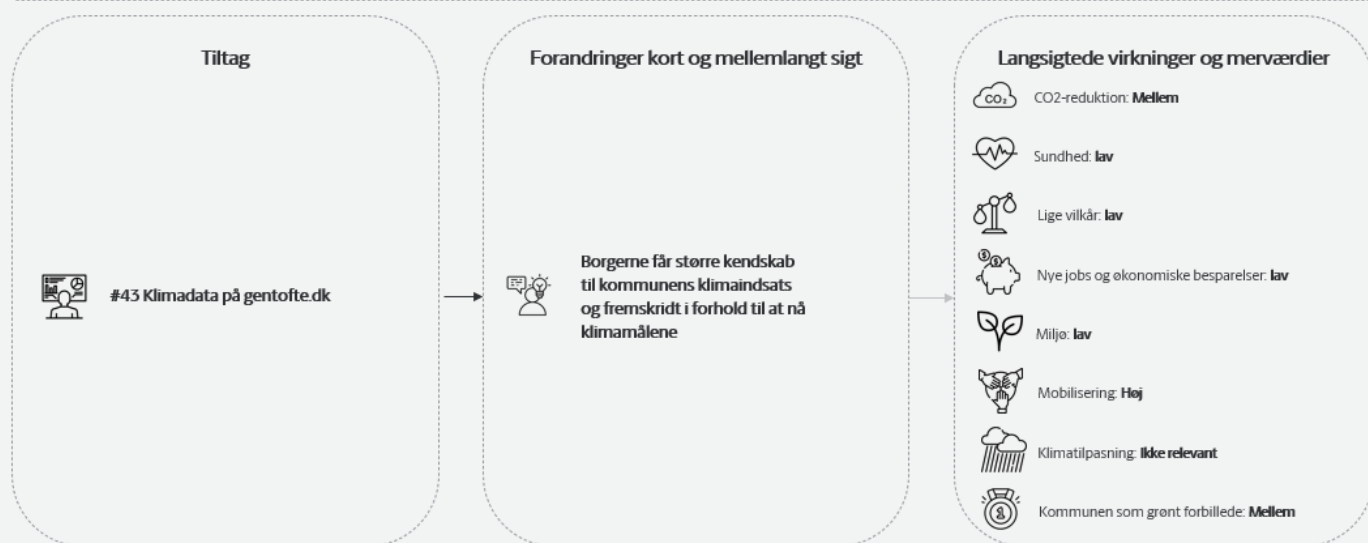 Tiltag
#43 Klimadata på gentofte.dk
Forandringer kort og mellemlangt sigt
Borgerne får større kendskab
til kommunens klimaindsats
og fremskridt i forhold til at nå
klimamålene
Langsigtede virkninger og merværdier
CO₂
CO2-reduktion: Mellem
Sundhed: lav
Lige vilkår: lav
$ $
Nye jobs og økonomiske besparelser: lav
Miljø: lav
Mobilisering: Høj
Klimatilpasning: Ikke relevant
1
Kommunen som grønt forbillede: Mellem